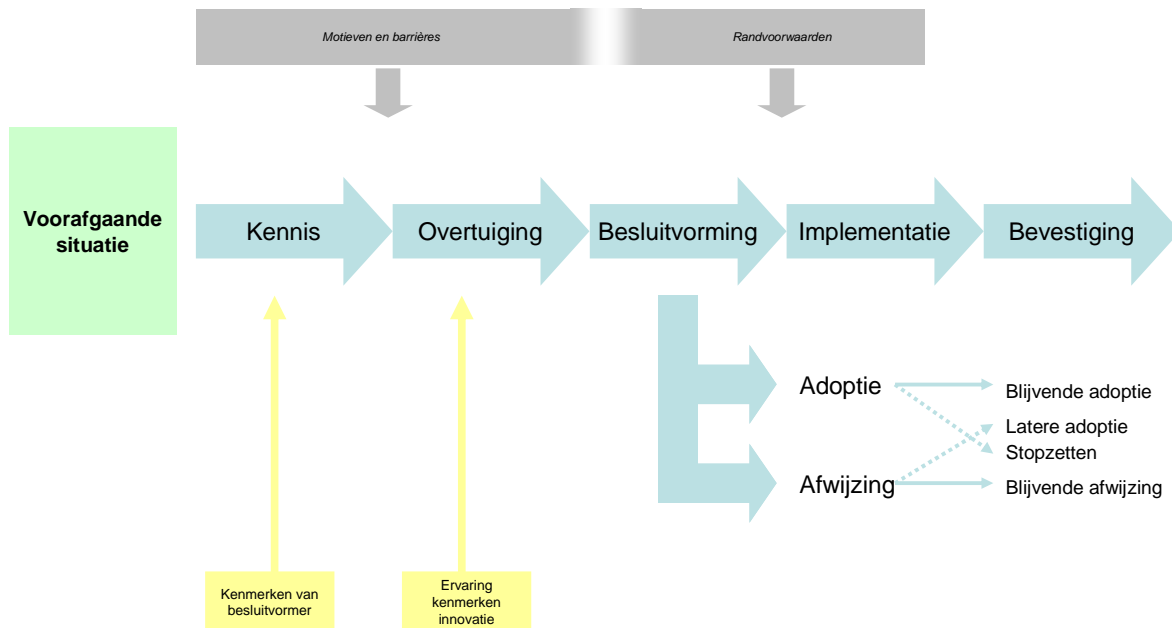 Motieven en barrières
Randvoorwaarden
Voorafgaande
situatie
Kennis
Overtuiging
Besluitvorming
Implementatie
Bevestiging
Adoptie
Blijvende adoptie
Latere adoptie
Stopzetten
Afwijzing
Blijvende afwijzing
Kenmerken van
besluitvormer
Ervaring
kenmerken
innovatie